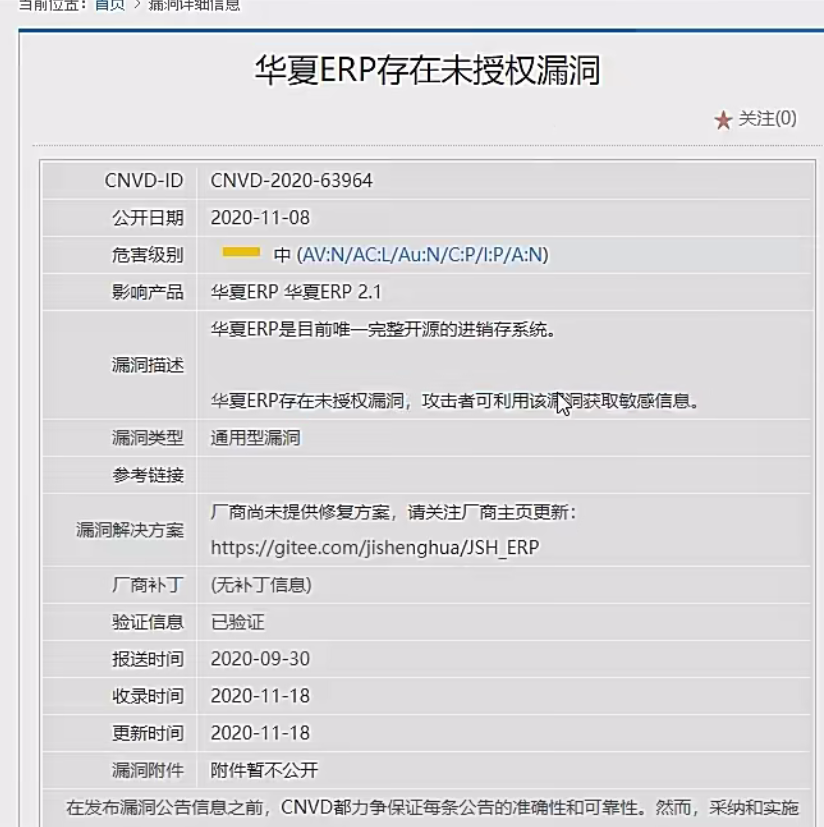 当前位置：首页 > 漏洞详细信息
华夏ERP存在未授权漏洞
★ 关注(0)
CNVD-ID CNVD-2020-63964
公开日期 2020-11-08
危害级别 中 (AV:N/AC:L/Au:N/C:P/I:P/A:N)
影响产品 华夏ERP 华夏ERP 2.1
华夏ERP是目前唯一完整开源的进销存系统。
漏洞描述
华夏ERP存在未授权漏洞，攻击者可利用该漏洞获取敏感信息。
漏洞类型 通用型漏洞
参考链接
厂商尚未提供修复方案，请关注厂商主页更新：
漏洞解决方案
https://gitee.com/jishenghua/JSH_ERP
厂商补丁 (无补丁信息)
验证信息 已验证
报送时间 2020-09-30
收录时间 2020-11-18
更新时间 2020-11-18
漏洞附件 附件暂不公开
在发布漏洞公告信息之前，CNVD都力争保证每条公告的准确性和可靠性。然而，采纳和实施